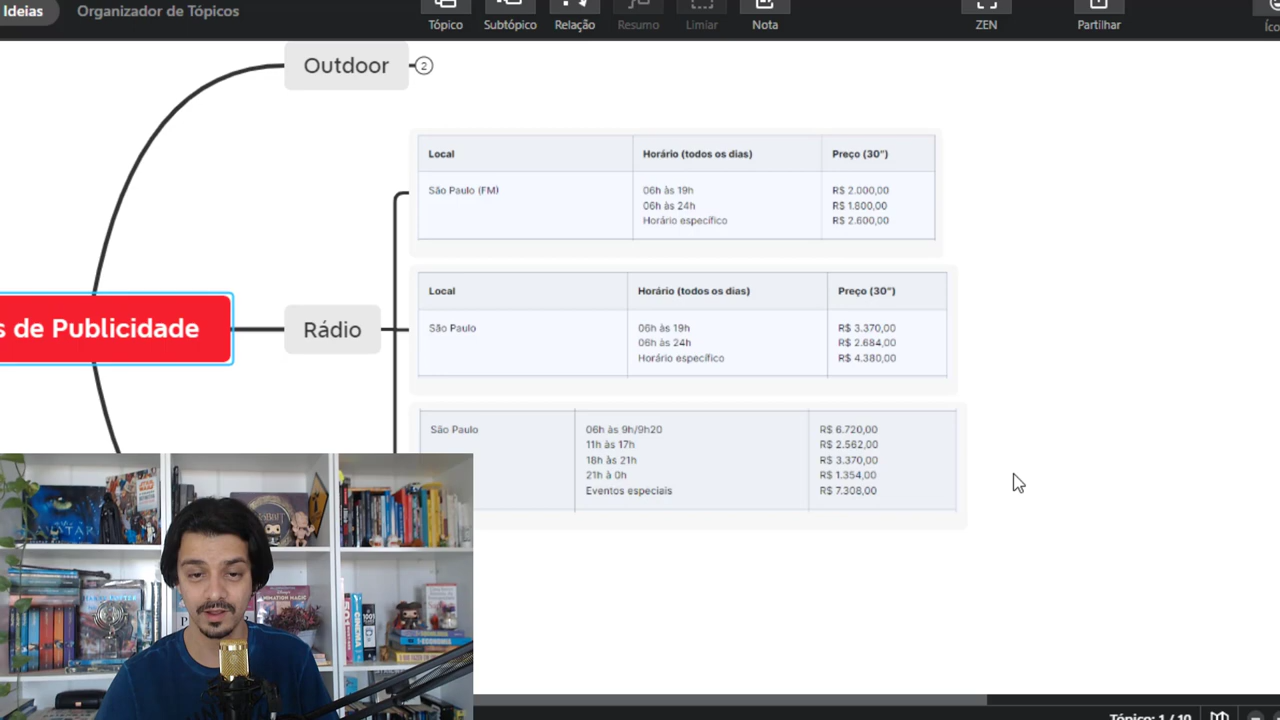 Ideias Organizador de Tópicos
Tópico Subtópico Relação Resumo Limiar Nota ZEN Partilhar
Outdoor 2
Local Horário (todos os dias) Preço (30")
São Paulo (FM) 06h às 19h R$ 2.000,00
06h às 24h R$ 1.800,00
Horário específico R$ 2.600,00
Local Horário (todos os dias) Preço (30")
s de Publicidade
Rádio
São Paulo 06h às 19h R$ 3.370,00
06h às 24h R$ 2.684,00
Horário específico R$ 4.380,00
São Paulo 06h às 9h/9h20 R$ 6.720,00
11h às 17h R$ 2.562,00
18h às 21h R$ 3.370,00
21h à 0h R$ 1.354,00
Eventos especiais R$ 7.308,00
AVATAR
Tópico: 1 / 10